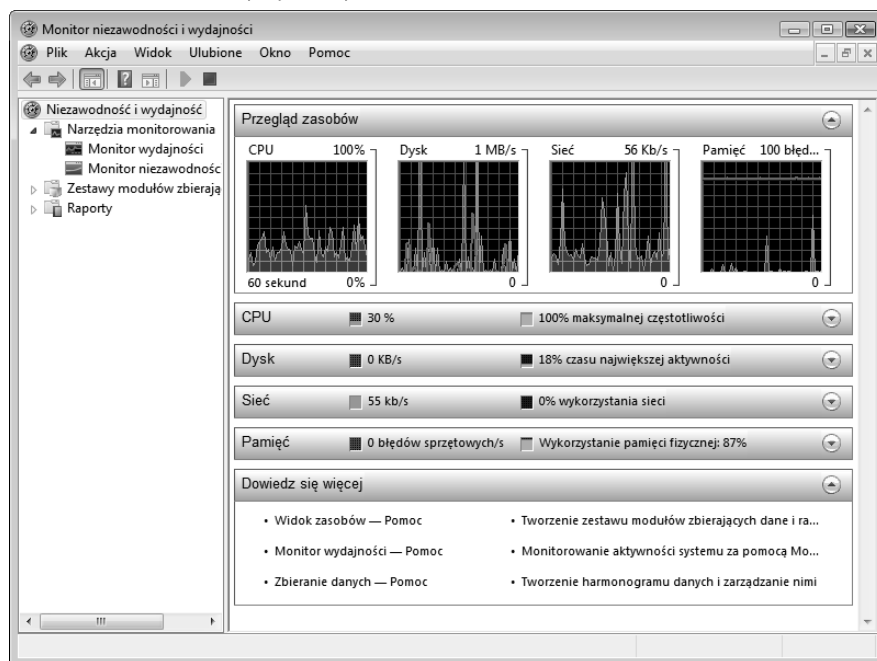 Monitor niezawodności i wydajności
Plik Akcja Widok Ulubione Okno Pomoc
Niezawodność i wydajność
Narzędzia monitorowania
Monitor wydajności
Monitor niezawodnośc
Zestawy modułów zbierają
Raporty
Przegląd zasobów
CPU 100% Dysk 1 MB/s Sieć 56 Kb/s Pamięć 100 błęd...
60 sekund 0% 0 0 0
CPU 30 % 100% maksymalnej częstotliwości
Dysk 0 KB/s 18% czasu największej aktywności
Sieć 55 kb/s 0% wykorzystania sieci
Pamięć 0 błędów sprzętowych/s Wykorzystanie pamięci fizycznej: 87%
Dowiedz się więcej
• Widok zasobów — Pomoc • Tworzenie zestawu modułów zbierających dane i ra...
• Monitor wydajności — Pomoc • Monitorowanie aktywności systemu za pomocą Mo...
• Zbieranie danych — Pomoc • Tworzenie harmonogramu danych i zarządzanie nimi